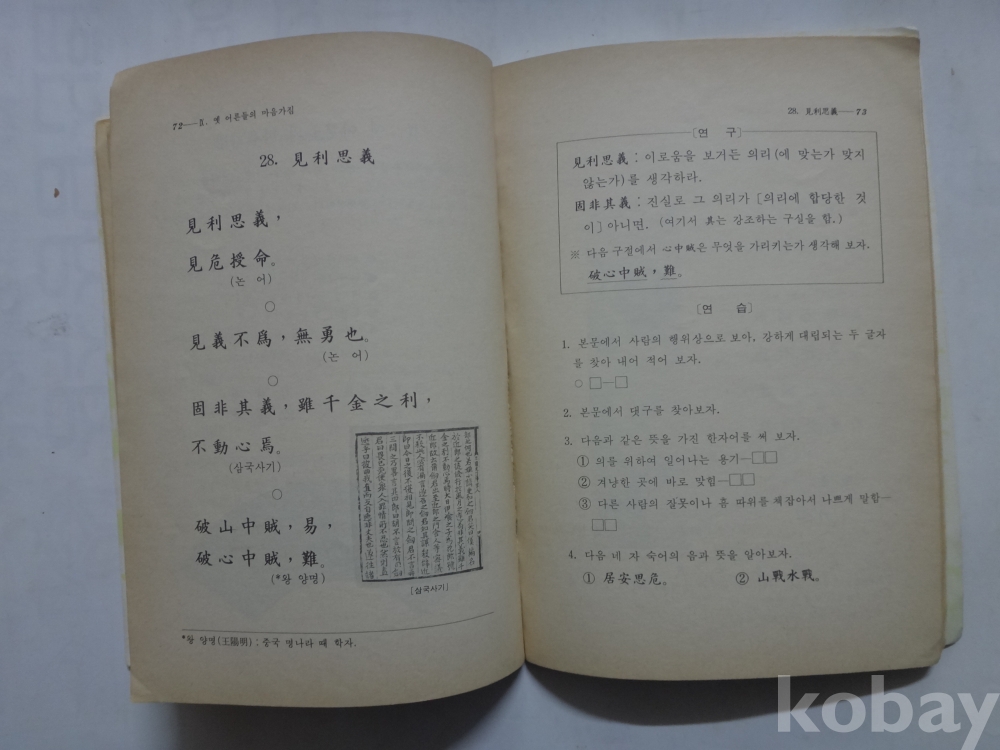 72—Ⅱ. 옛 어른들의 마음가짐
28. 見利思義
見利思義,
見危授命。
(논 어)
○
見義不爲, 無勇也。
(논 어)
○
固非其義, 雖千金之利,
不動心焉。
(삼국사기)
○
破山中賊, 易,
破心中賊, 難。
(*왕 양명)
[삼국사기]
*왕 양명(王陽明) : 중국 명나라 때 학자.
28. 見利思義—73
[연 구]
見利思義 : 이로움을 보거든 의리(에 맞는가 맞지
않는가)를 생각하라.
固非其義 : 진실로 그 의리가 [의리에 합당한 것
이]아니면. (여기서 其는 강조하는 구실을 함.)
※ 다음 구절에서 心中賊은 무엇을 가리키는가 생각해 보자.
破心中賊, 難。
[연 습]
1. 본문에서 사람의 행위상으로 보아, 강하게 대립되는 두 글자
를 찾아 내어 적어 보자.
○ □—□
2. 본문에서 댓구를 찾아보자.
3. 다음과 같은 뜻을 가진 한자어를 써 보자.
① 의를 위하여 일어나는 용기—□□
② 겨냥한 곳에 바로 맞힘—□□
③ 다른 사람의 잘못이나 흠 따위를 체잡아서 나쁘게 말함—
□□
4. 다음 네 자 숙어의 음과 뜻을 알아보자.
① 居安思危。 ② 山戰水戰。
kobay